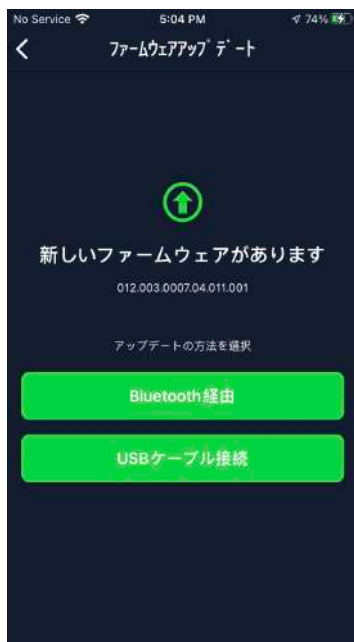 No Service 5:04 PM 74%
ファームウェアアップデート
新しいファームウェアがあります
012.003.0007.04.011.001
アップデートの方法を選択
Bluetooth経由
USBケーブル接続